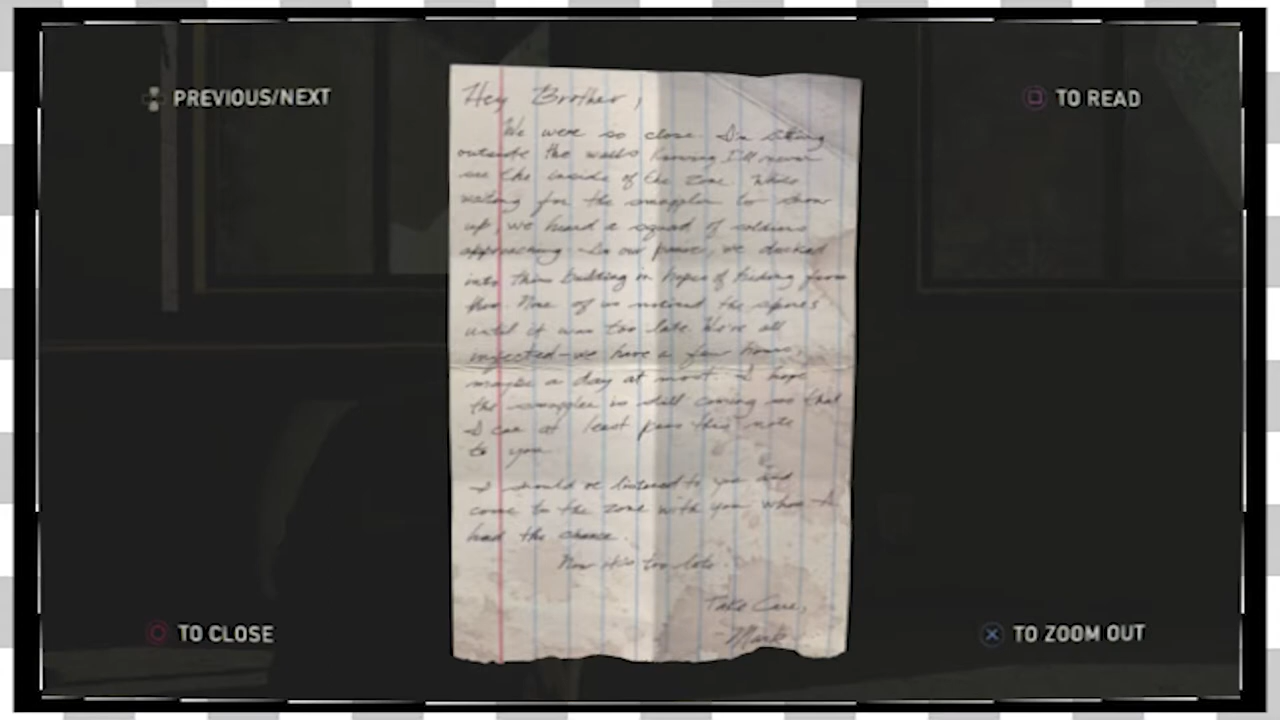 PREVIOUS/NEXT
TO READ
Hey Brother,
We were so close. I'm sitting
outside the walls knowing I'll never
see the inside of the zone. While
waiting for the smuggler to show
up, we heard a squad of soldiers
approaching. In our panic, we ducked
into this building in hopes of hiding from
them. None of us noticed the spores
until it was too late. We're all
infected-we have a few hours,
maybe a day at most. I hope
the smuggler is still coming so that
I can at least pass this note
to you.
I should've listened to you and
come to the zone with you when I
had the chance.
Now it's too late.
Take Care,
Mark
TO CLOSE
TO ZOOM OUT